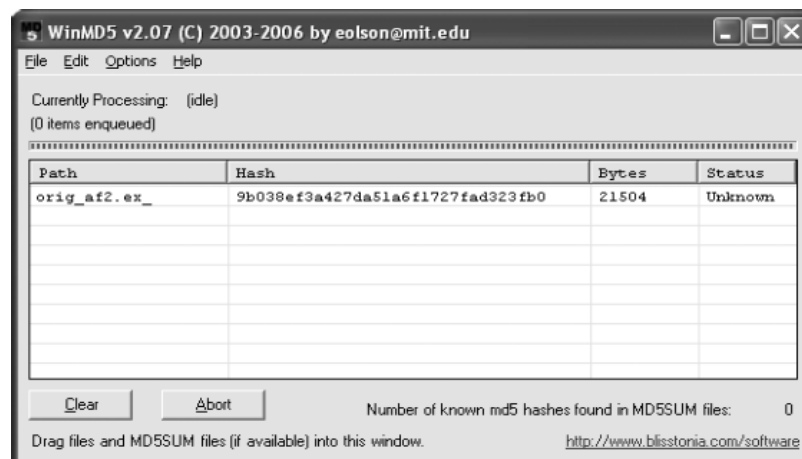 MD 5 WinMD5 v2.07 (C) 2003-2006 by eolson@mit.edu
File Edit Options Help
Currently Processing: (idle)
(0 items enqueued)
Path Hash Bytes Status
orig_af2.ex_ 9b038ef3a427da51a6f1727fad323fb0 21504 Unknown
Clear Abort Number of known md5 hashes found in MD5SUM files: 0
Drag files and MD5SUM files (if available) into this window. http://www.blisstonia.com/software